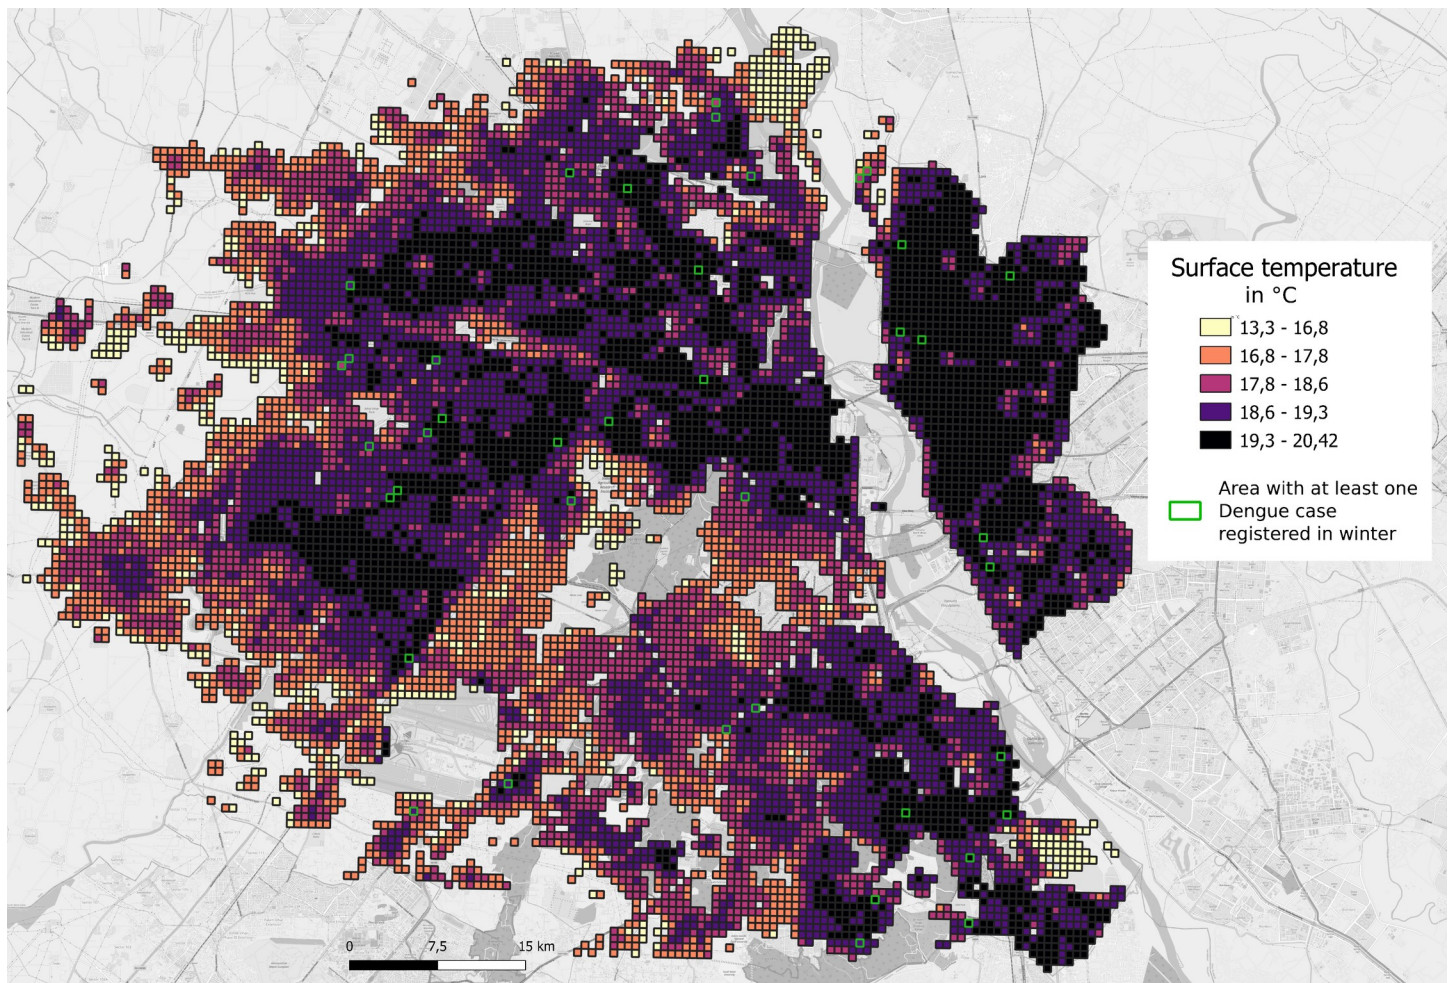 Surface temperature
in °C
13,3 - 16,8
16,8 - 17,8
17,8 - 18,6
18,6 - 19,3
19,3 - 20,42
Area with at least one
Dengue case
registered in winter
0 7,5 15 km